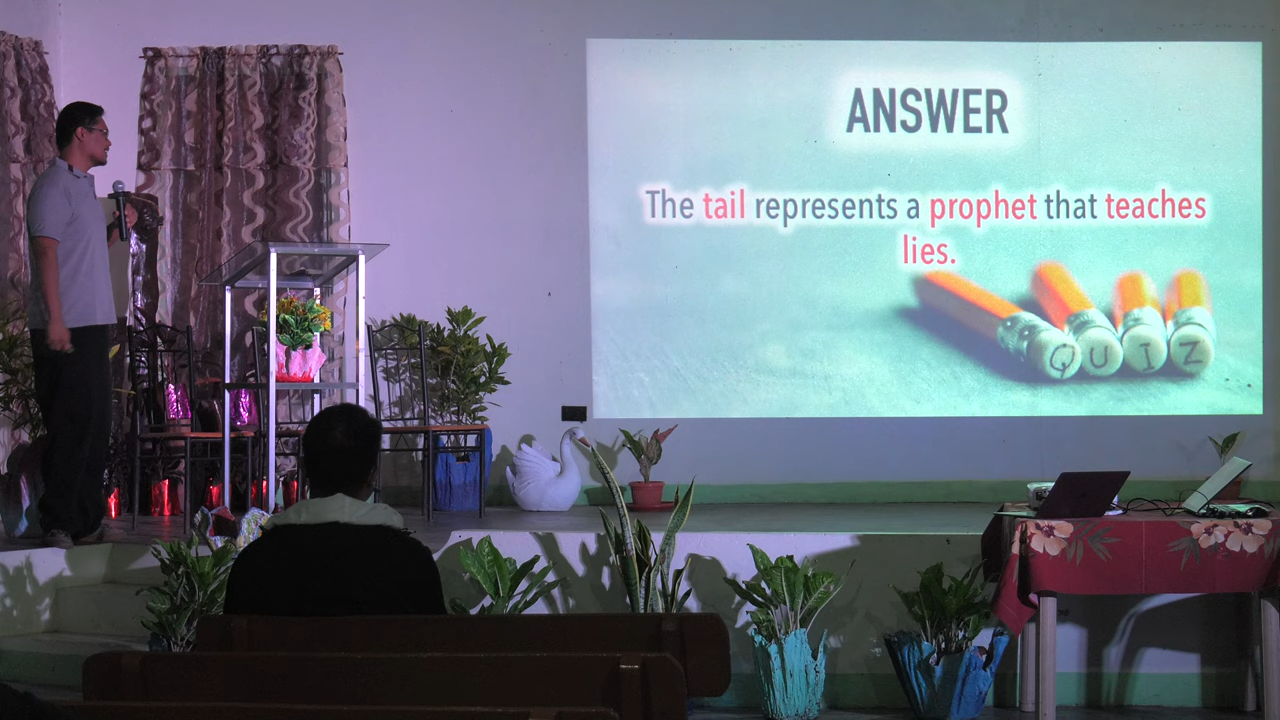 ANSWER
The tail represents a prophet that teaches
lies.
QUIZ